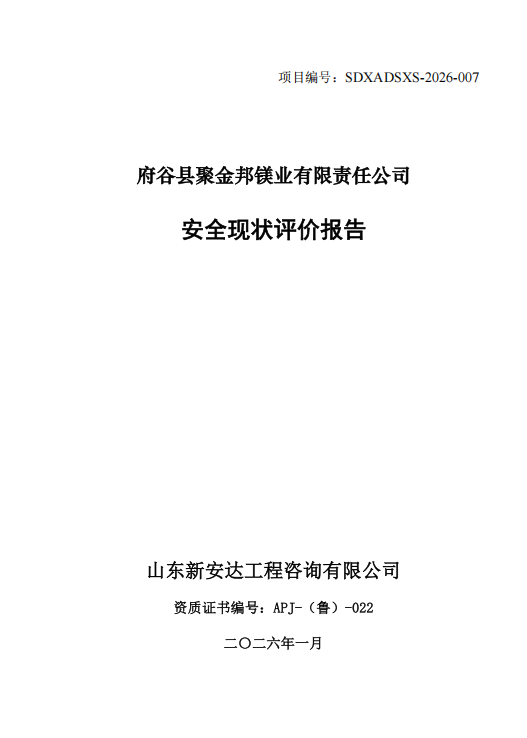 项目编号：SDXADSXS-2026-007
府谷县聚金邦镁业有限责任公司
安全现状评价报告
山东新安达工程咨询有限公司
资质证书编号：APJ-（鲁）-022
二〇二六年一月